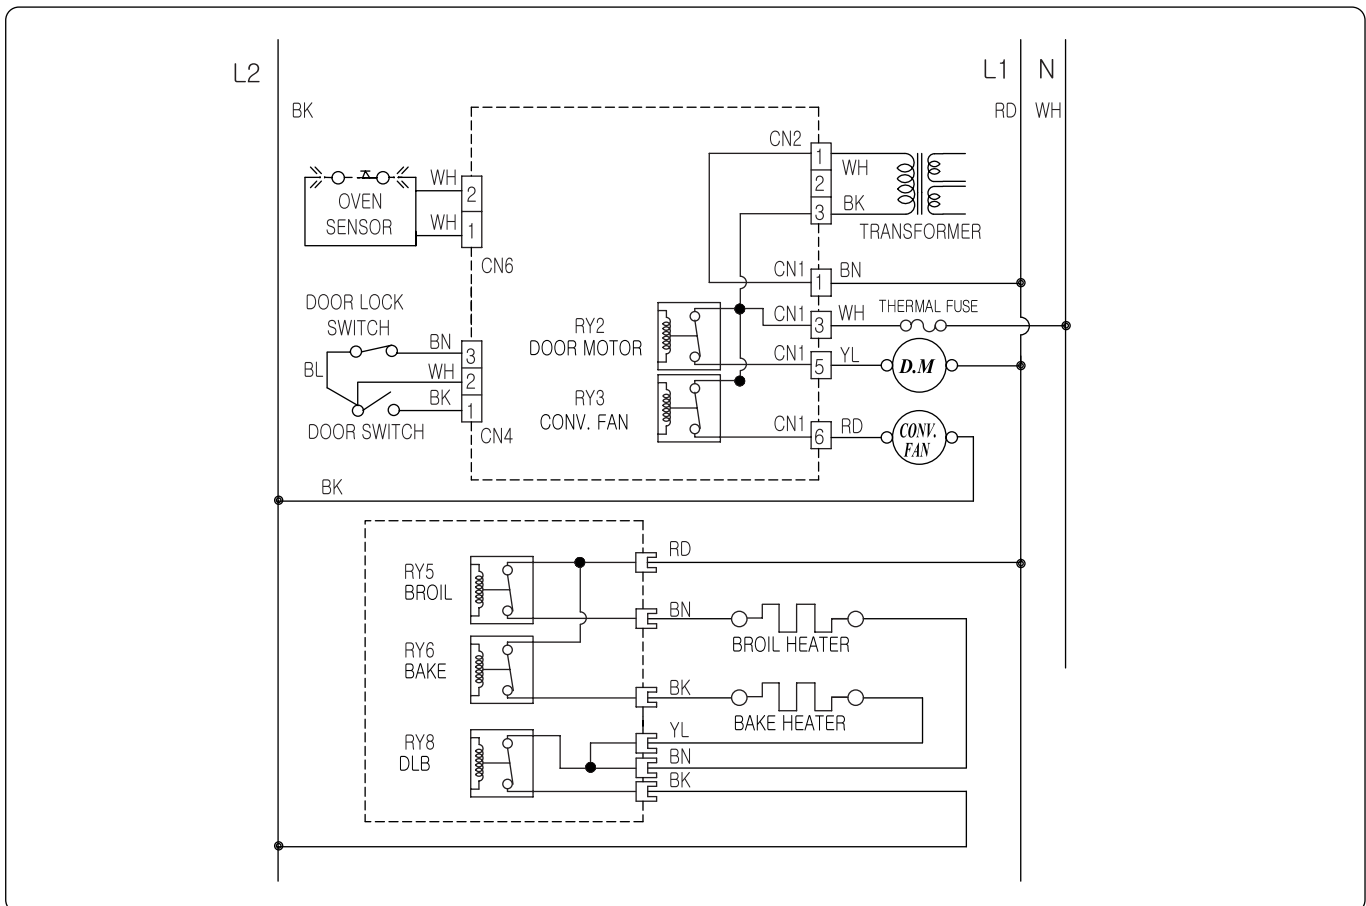 L2
L1
N
BK
RD
WH
CN2
1
WH
2
BK
3
TRANSFORMER
WH
2
OVEN
SENSOR
WH
1
CN6
CN1
1
BN
DOOR LOCK
SWITCH
THERMAL FUSE
CN1
3
WH
RY2
DOOR MOTOR
BN
3
CN1
5
YL
D.M
BL
WH
2
BK
1
RY3
CONV. FAN
DOOR SWITCH
CN4
CN1
6
RD
CONV.
FAN
BK
RD
RY5
BROIL
BN
BROIL HEATER
RY6
BAKE
BK
BAKE HEATER
YL
RY8
DLB
BN
BK